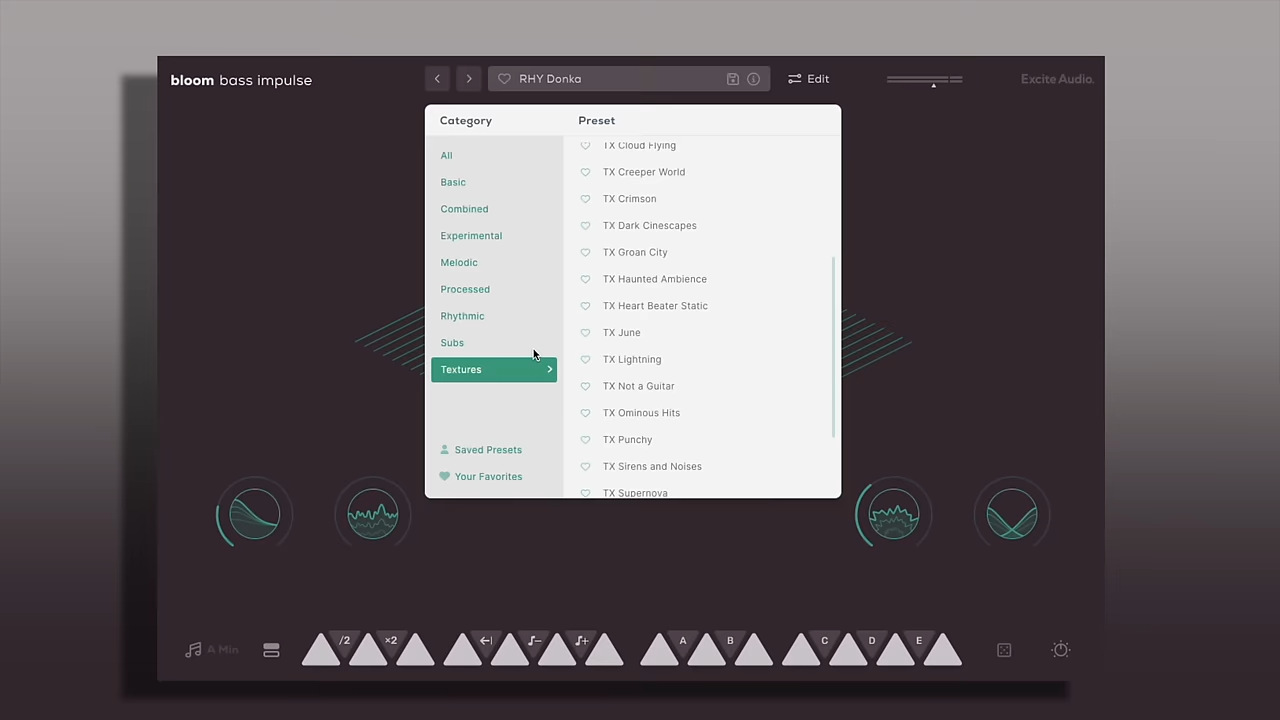 bloom bass impulse
RHY Donka
Edit
Excite Audio.
Category
Preset
All
Basic
Combined
Experimental
Melodic
Processed
Rhythmic
Subs
Textures
Saved Presets
Your Favorites
TX Cloud Flying
TX Creeper World
TX Crimson
TX Dark Cinescapes
TX Groan City
TX Haunted Ambience
TX Heart Beater Static
TX June
TX Lightning
TX Not a Guitar
TX Ominous Hits
TX Punchy
TX Sirens and Noises
TX Supernova
A Min
/2
×2
A
B
C
D
E